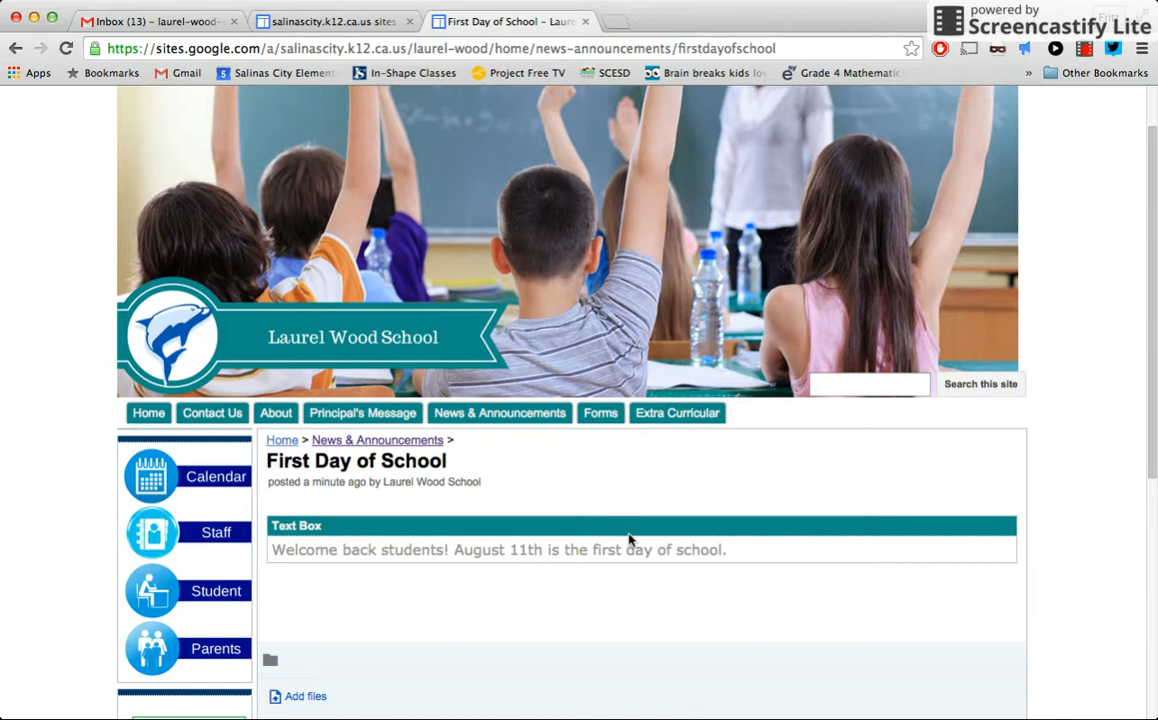 Inbox (13) – laurel-wood-
salinascity.k12.ca.us sites
First Day of School – Laure
powered by
Screencastify Lite
https://sites.google.com/a/salinascity.k12.ca.us/laurel-wood/home/news-announcements/firstdayofschool
Apps
Bookmarks
Gmail
5
Salinas City Element
In-Shape Classes
Project Free TV
SCESD
Brain breaks kids lo
Grade 4 Mathematic
»
Other Bookmarks
Laurel Wood School
Search this site
Home
Contact Us
About
Principal's Message
News & Announcements
Forms
Extra Curricular
Home > News & Announcements >
First Day of School
posted a minute ago by Laurel Wood School
Calendar
Staff
Student
Parents
Text Box
Welcome back students! August 11th is the first day of school.
Add files